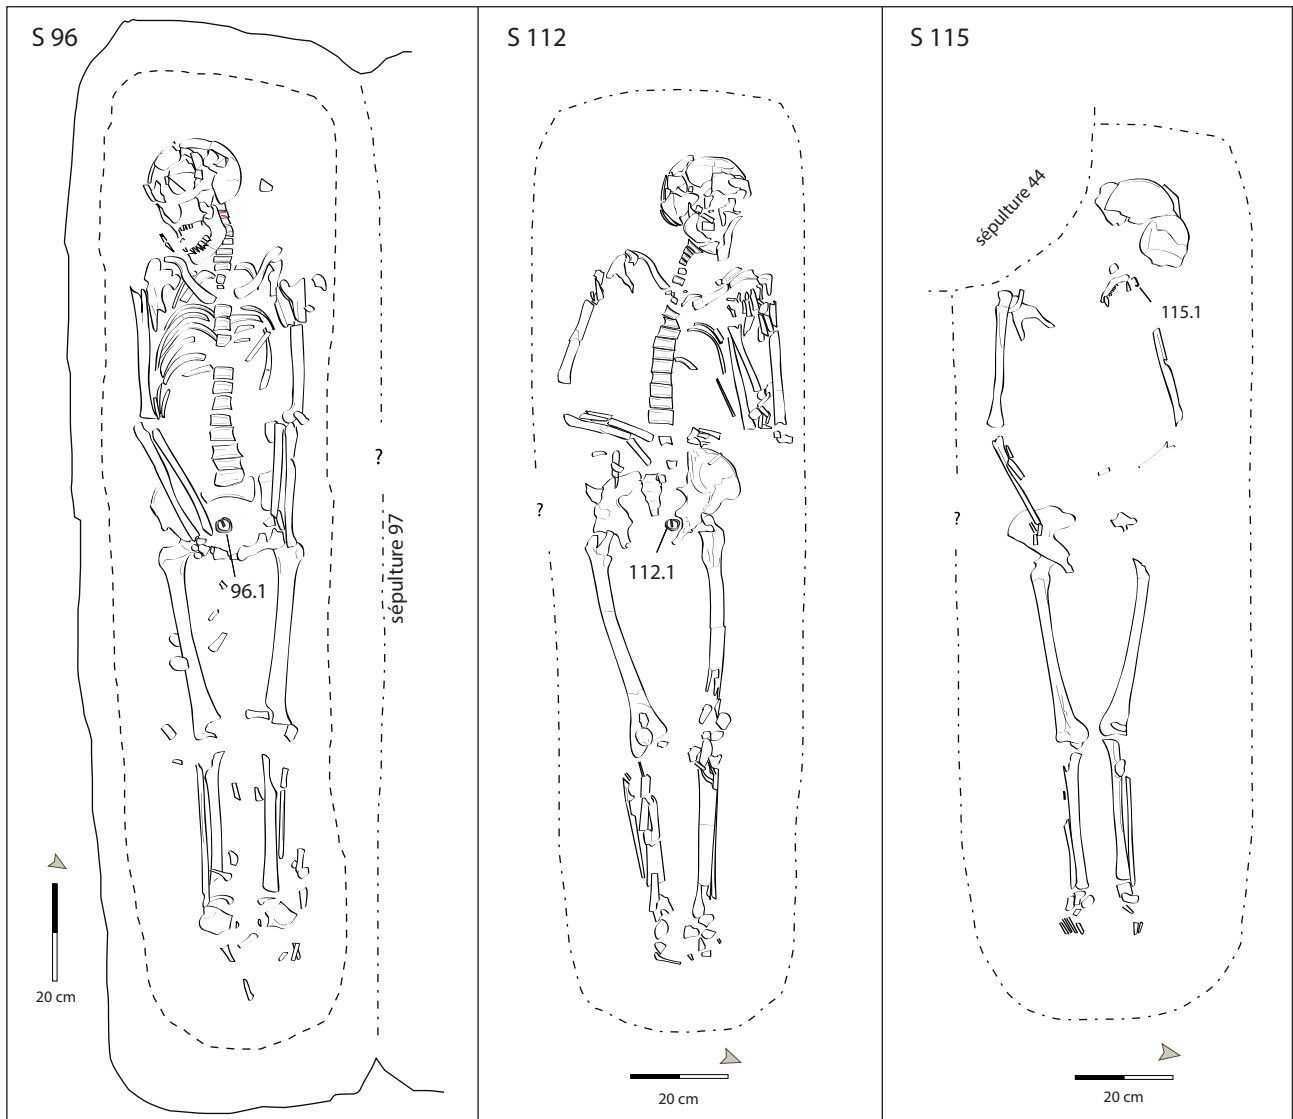 S 96
?
sépulture 97
96.1
20 cm
S 112
?
112.1
20 cm
S 115
sépulture 44
115.1
?
20 cm